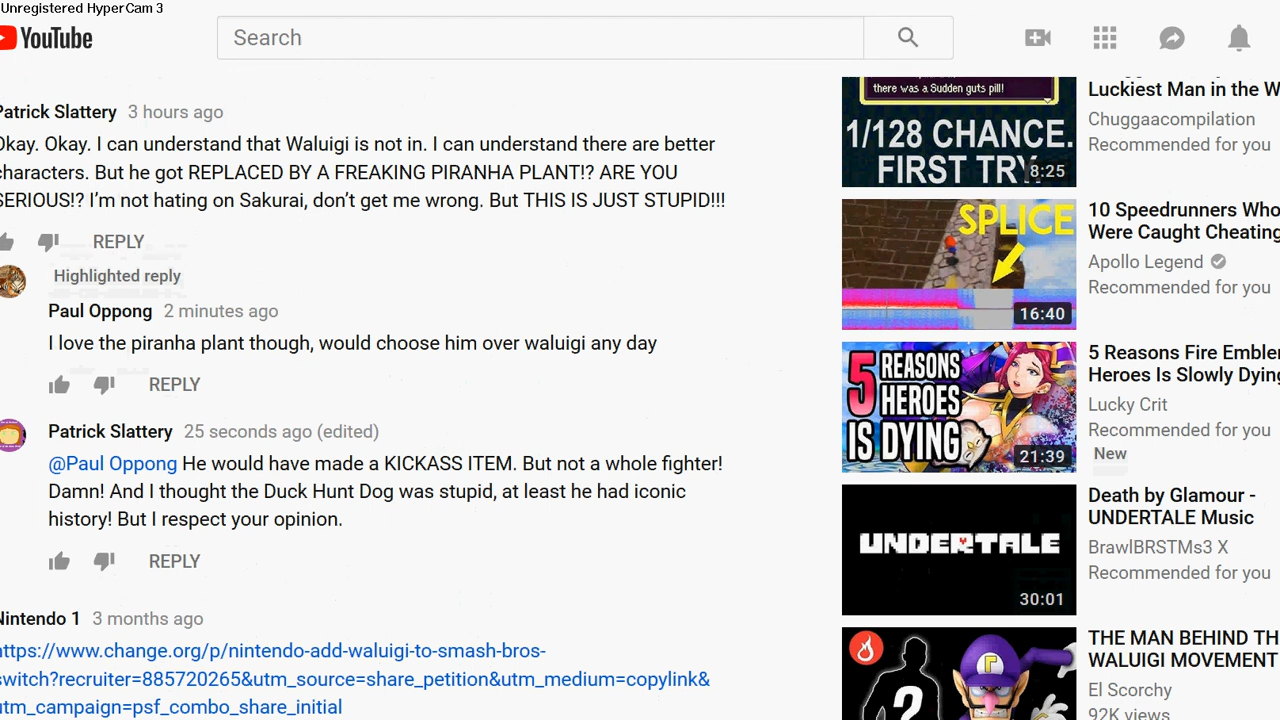 Unregistered HyperCam 3
YouTube
Search
Patrick Slattery 3 hours ago
Okay. Okay. I can understand that Waluigi is not in. I can understand there are better
characters. But he got REPLACED BY A FREAKING PIRANHA PLANT!? ARE YOU
SERIOUS!? I’m not hating on Sakurai, don’t get me wrong. But THIS IS JUST STUPID!!!
REPLY
Highlighted reply
Paul Oppong 2 minutes ago
I love the piranha plant though, would choose him over waluigi any day
REPLY
Patrick Slattery 25 seconds ago (edited)
@Paul Oppong He would have made a KICKASS ITEM. But not a whole fighter!
Damn! And I thought the Duck Hunt Dog was stupid, at least he had iconic
history! But I respect your opinion.
REPLY
Nintendo 1 3 months ago
https://www.change.org/p/nintendo-add-waluigi-to-smash-bros-
switch?recruiter=885720265&utm_source=share_petition&utm_medium=copylink&
utm_campaign=psf_combo_share_initial
there was a Sudden guts pill!
1/128 CHANCE.
FIRST TRY.
8:25
Luckiest Man in the W
Chuggaacompilation
Recommended for you
SPLICE
16:40
10 Speedrunners Who
Were Caught Cheating
Apollo Legend
Recommended for you
5 REASONS
HEROES
IS DYING
21:39
5 Reasons Fire Emblem
Heroes Is Slowly Dying
Lucky Crit
Recommended for you
New
UNDERTALE
30:01
Death by Glamour -
UNDERTALE Music
BrawlBRSTMs3 X
Recommended for you
?
THE MAN BEHIND TH
WALUIGI MOVEMENT
El Scorchy
92K views